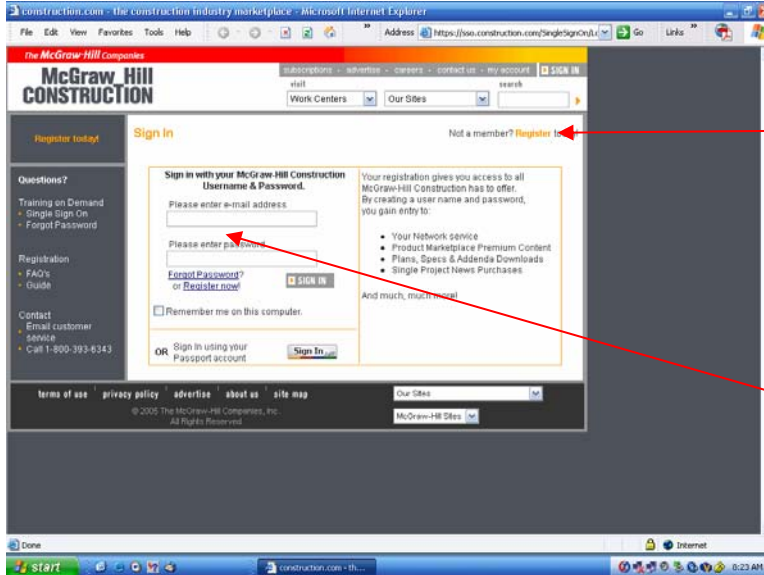 construction.com - the construction industry marketplace - Microsoft Internet Explorer
File Edit View Favorites Tools Help
Address https://sso.construction.com/SingleSignOn/Lo Go Links
The McGraw-Hill Companies
subscriptions - advertise - careers - contact us - my account SIGN IN
McGraw_Hill
CONSTRUCTION
visit search
Work Centers Our Sites
Register today!
Sign In
Not a member? Register
Questions?
Training on Demand
Single Sign On
Forgot Password
Registration
FAQ's
Guide
Contact
Email customer
service
Call 1-800-393-6343
Sign in with your McGraw-Hill Construction
Username & Password.
Please enter e-mail address
Please enter password
Forgot Password?
or Register now!
SIGN IN
Remember me on this computer.
OR Sign In using your
Passport account
Sign In
Your registration gives you access to all
McGraw-Hill Construction has to offer.
By creating a user name and password,
you gain entry to:
• Your Network service
• Product Marketplace Premium Content
• Plans, Specs & Addenda Downloads
• Single Project News Purchases
And much, much more!
terms of use privacy policy advertise about us site map
Our Sites
© 2005 The McGraw-Hill Companies, Inc.
All Rights Reserved
McGraw-Hill Sites
Done
Internet
start
construction.com - th...
8:23 AM